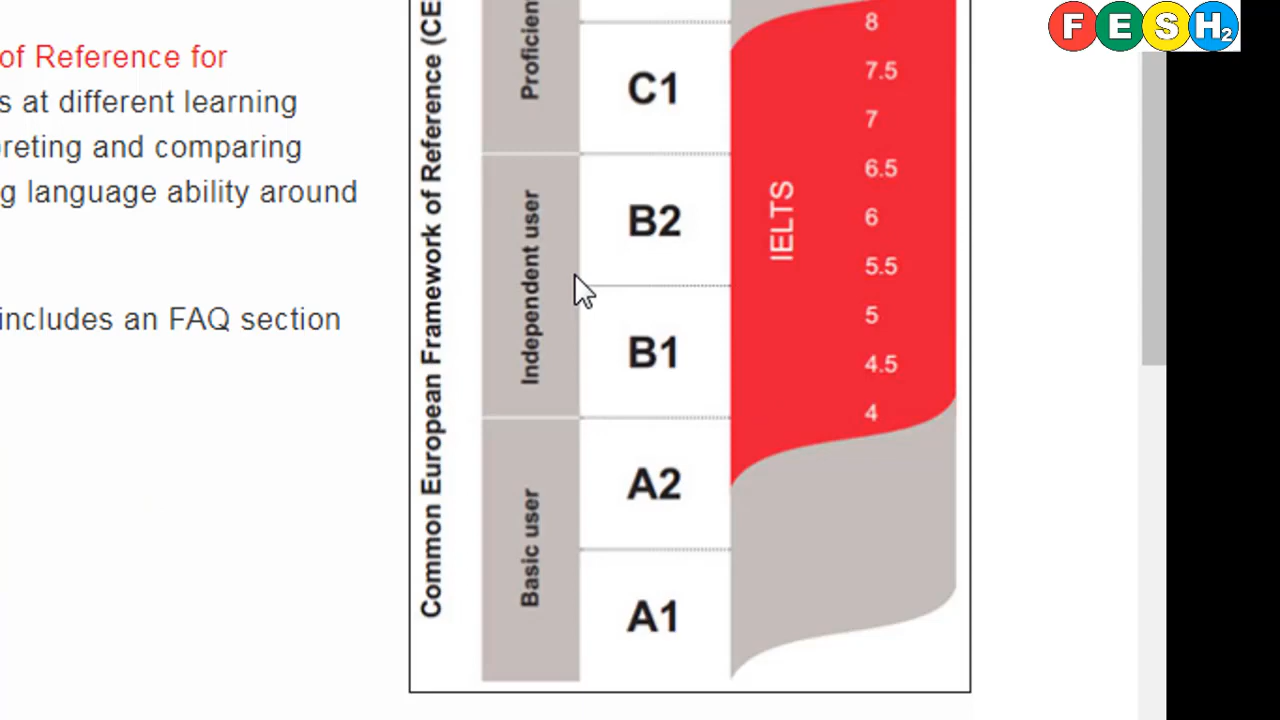 of Reference for
s at different learning
reting and comparing
g language ability around
includes an FAQ section
Common European Framework of Reference (CE
Proficien
Independent user
Basic user
C1
B2
B1
A2
A1
IELTS
8
7.5
7
6.5
6
5.5
5
4.5
4
FESH2